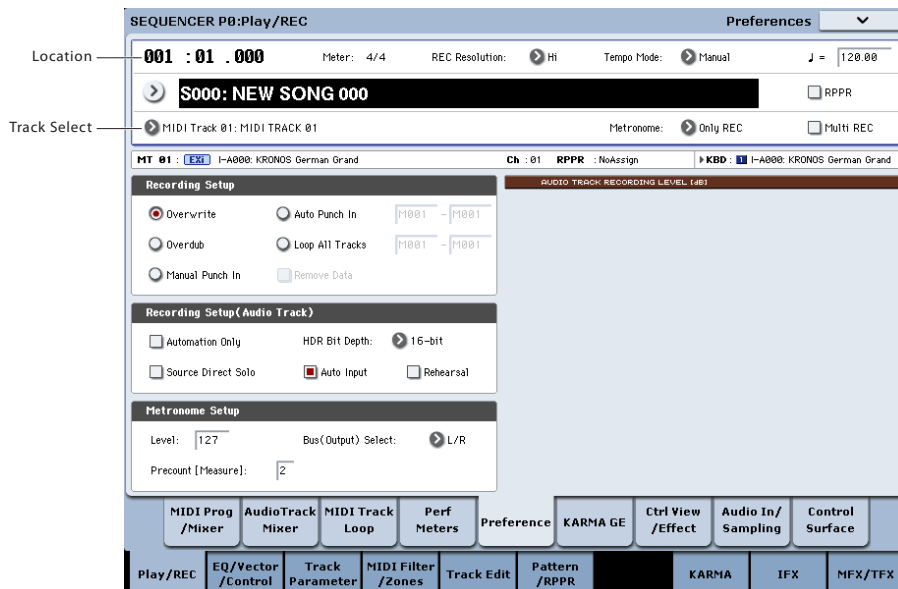 SEQUENCER P0:Play/REC Preferences
Location
001 :01 .000 Meter: 4/4 REC Resolution: Hi Tempo Mode: Manual ♩ = 120.00
S000: NEW SONG 000 RPPR
Track Select
MIDI Track 01: MIDI TRACK 01 Metronome: Only REC Multi REC
MT 01 : EXi I-A000: KRONOS German Grand Ch :01 RPPR :NoAssign KBD : 1 I-A000: KRONOS German Grand
Recording Setup
AUDIO TRACK RECORDING LEVEL [dB]
Overwrite Auto Punch In M001 - M001
Overdub Loop All Tracks M001 - M001
Manual Punch In Remove Data
Recording Setup(Audio Track)
Automation Only HDR Bit Depth: 16-bit
Source Direct Solo Auto Input Rehearsal
Metronome Setup
Level: 127 Bus(Output) Select: L/R
Precount [Measure]: 2
MIDI Prog /Mixer
AudioTrack Mixer
MIDI Track Loop
Perf Meters
Preference
KARMA GE
Ctrl View /Effect
Audio In/ Sampling
Control Surface
Play/REC
EQ/Vector /Control
Track Parameter
MIDI Filter /Zones
Track Edit
Pattern /RPPR
KARMA
IFX
MFX/TFX